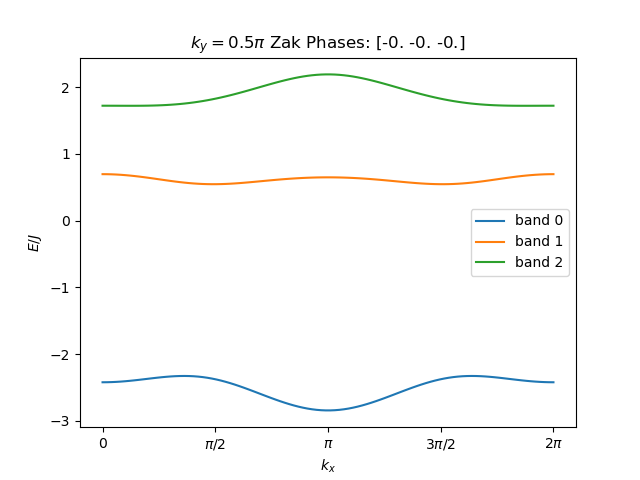 k_y = 0.5π Zak Phases: [-0. -0. -0.]
2
1
0
−1
−2
−3
E/J
band 0
band 1
band 2
0 π/2 π 3π/2 2π
k_x